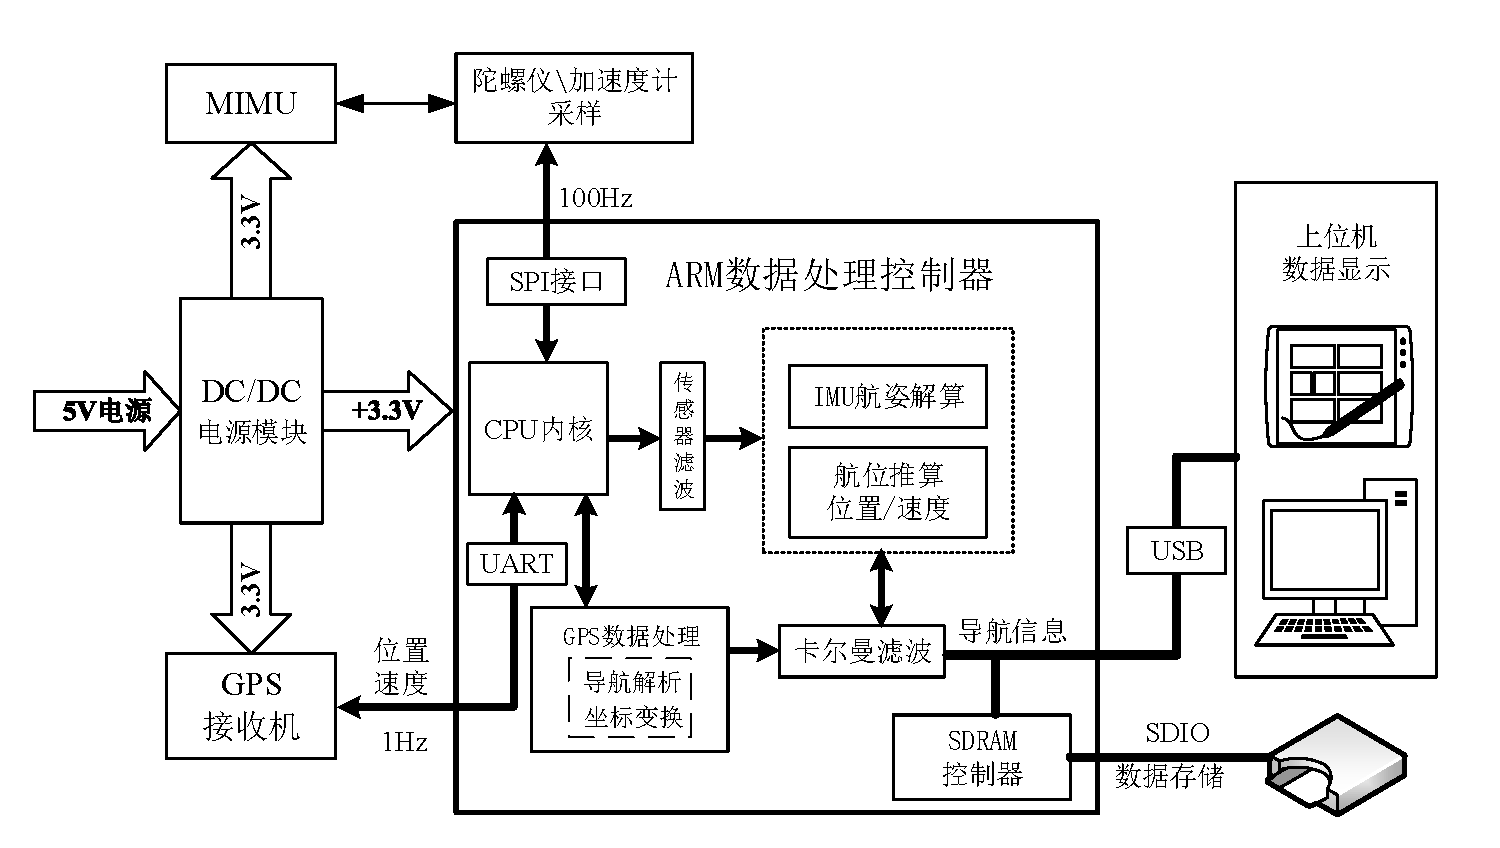 MIMU
陀螺仪\加速度计
采样
3.3V
100Hz
SPI接口
ARM数据处理控制器
上位机
数据显示
5V电源
DC/DC
电源模块
+3.3V
CPU内核
传感器滤波
IMU航姿解算
航位推算
位置/速度
UART
USB
3.3V
GPS数据处理
导航解析
坐标变换
卡尔曼滤波
导航信息
位置
速度
1Hz
GPS
接收机
SDRAM
控制器
SDIO
数据存储